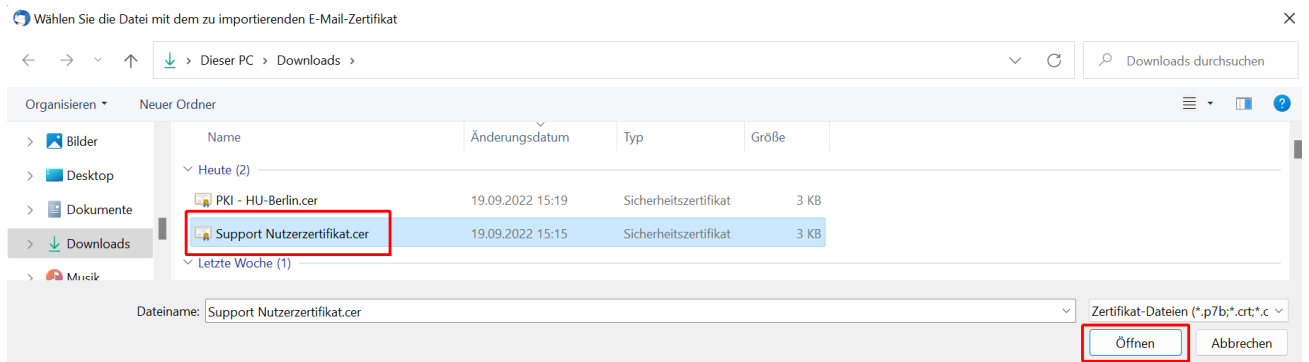 Wählen Sie die Datei mit dem zu importierenden E-Mail-Zertifikat
Dieser PC > Downloads >
Downloads durchsuchen
Organisieren Neuer Ordner
Name Änderungsdatum Typ Größe
Bilder
Heute (2)
Desktop
PKI - HU-Berlin.cer 19.09.2022 15:19 Sicherheitszertifikat 3 KB
Dokumente
Support Nutzerzertifikat.cer 19.09.2022 15:15 Sicherheitszertifikat 3 KB
Downloads
Letzte Woche (1)
Musik
Dateiname: Support Nutzerzertifikat.cer Zertifikat-Dateien (*.p7b;*.crt;*.c
Öffnen Abbrechen